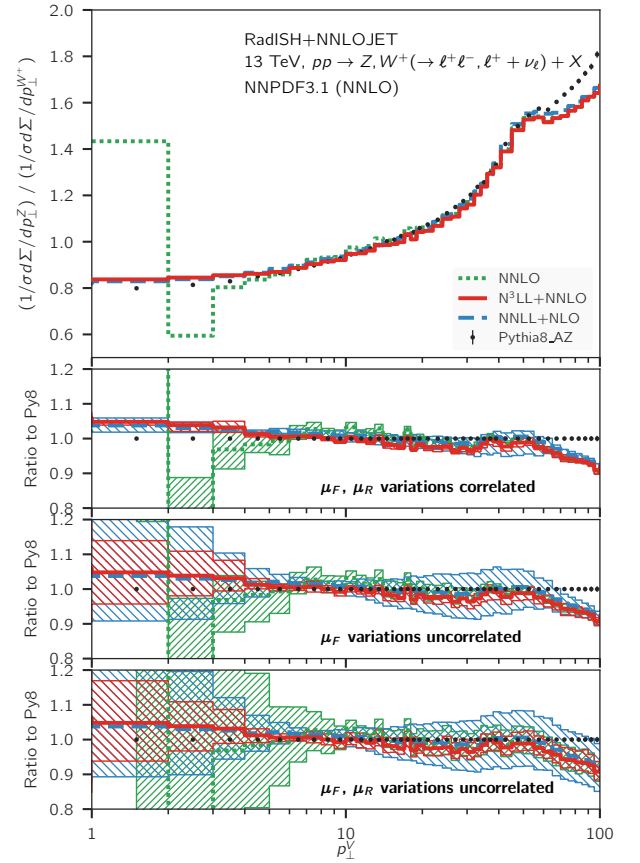 2.0
1.8
1.6
1.4
1.2
1.0
0.8
0.6
(1/σdΣ/dp⊥^Z) / (1/σdΣ/dp⊥^W⁺)
RadISH+NNLOJET
13 TeV, pp → Z, W⁺(→ ℓ⁺ℓ⁻, ℓ⁺ + νℓ) + X
NNPDF3.1 (NNLO)
NNLO
N³LL+NNLO
NNLL+NLO
Pythia8_AZ
1.2
1.1
1.0
0.9
0.8
Ratio to Py8
μF, μR variations correlated
1.2
1.1
1.0
0.9
0.8
Ratio to Py8
μF variations uncorrelated
1.2
1.1
1.0
0.9
0.8
Ratio to Py8
μF, μR variations uncorrelated
1 10 100
p⊥^V